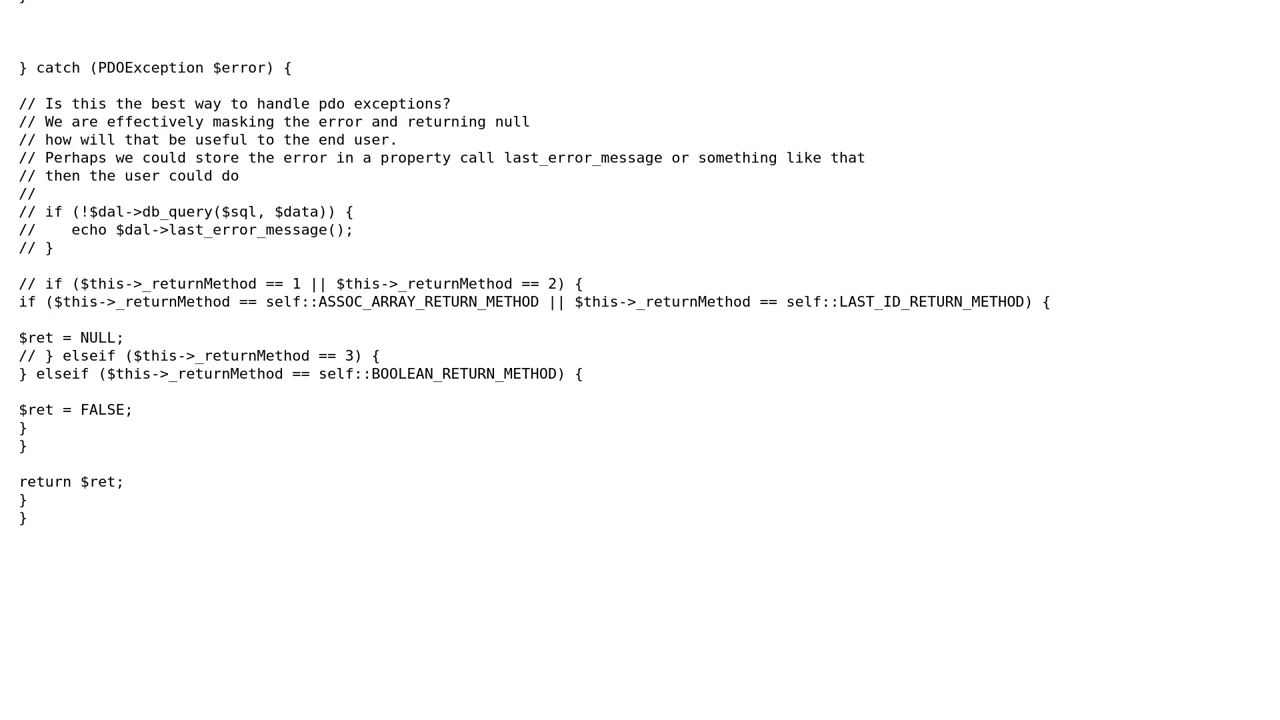 }
} catch (PDOException $error) {
// Is this the best way to handle pdo exceptions?
// We are effectively masking the error and returning null
// how will that be useful to the end user.
// Perhaps we could store the error in a property call last_error_message or something like that
// then the user could do
//
// if (!$dal->db_query($sql, $data)) {
//    echo $dal->last_error_message();
// }
// if ($this->_returnMethod == 1 || $this->_returnMethod == 2) {
if ($this->_returnMethod == self::ASSOC_ARRAY_RETURN_METHOD || $this->_returnMethod == self::LAST_ID_RETURN_METHOD) {
$ret = NULL;
// } elseif ($this->_returnMethod == 3) {
} elseif ($this->_returnMethod == self::BOOLEAN_RETURN_METHOD) {
$ret = FALSE;
}
}
return $ret;
}
}